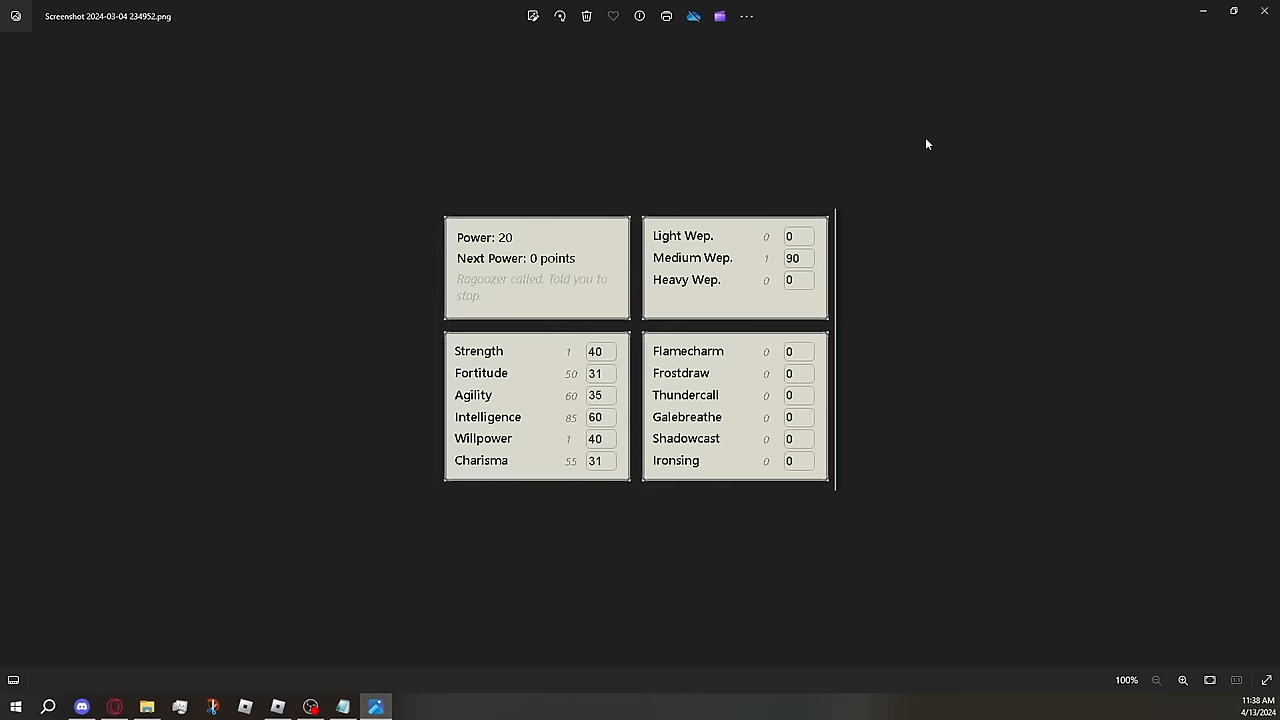 Screenshot 2024-03-04 234952.png
Power: 20
Next Power: 0 points
Ragoozer called. Told you to
stop.
Light Wep. 0 0
Medium Wep. 1 90
Heavy Wep. 0 0
Strength 1 40
Fortitude 50 31
Agility 60 35
Intelligence 85 60
Willpower 1 40
Charisma 55 31
Flamecharm 0 0
Frostdraw 0 0
Thundercall 0 0
Galebreathe 0 0
Shadowcast 0 0
Ironsing 0 0
100%
11:38 AM
4/13/2024